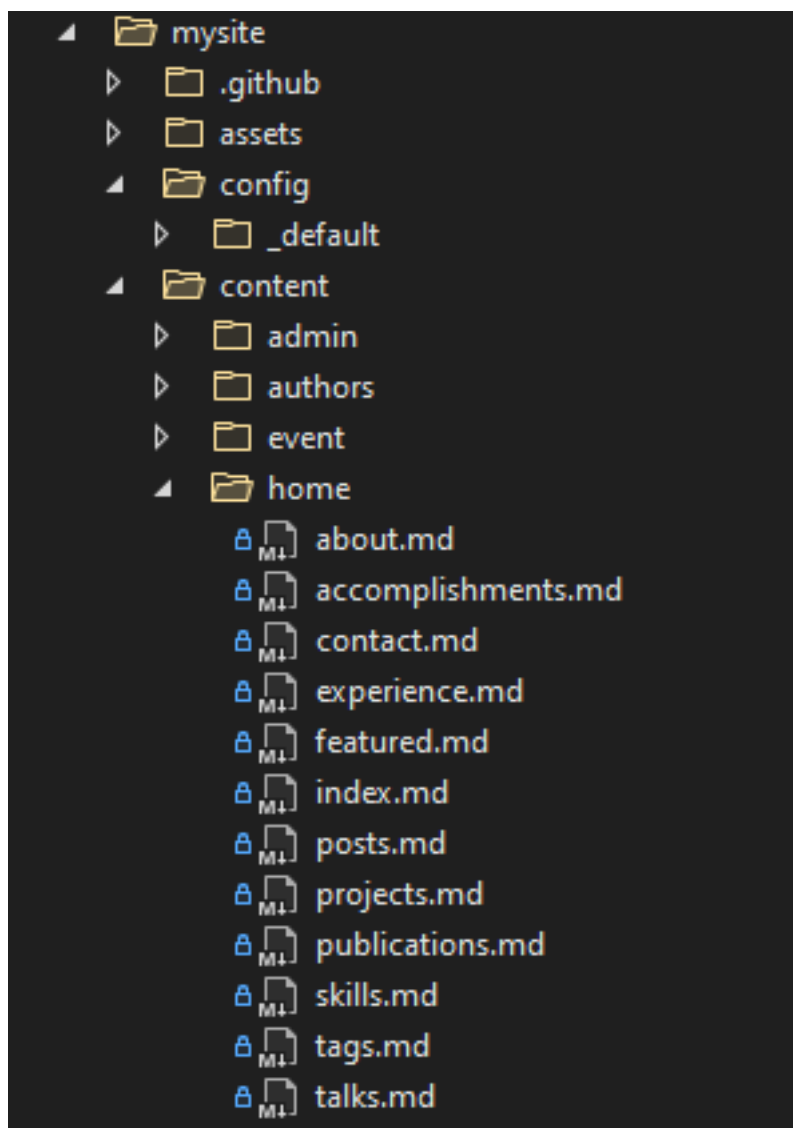 mysite
.github
assets
config
_default
content
admin
authors
event
home
M↓ about.md
M↓ accomplishments.md
M↓ contact.md
M↓ experience.md
M↓ featured.md
M↓ index.md
M↓ posts.md
M↓ projects.md
M↓ publications.md
M↓ skills.md
M↓ tags.md
M↓ talks.md